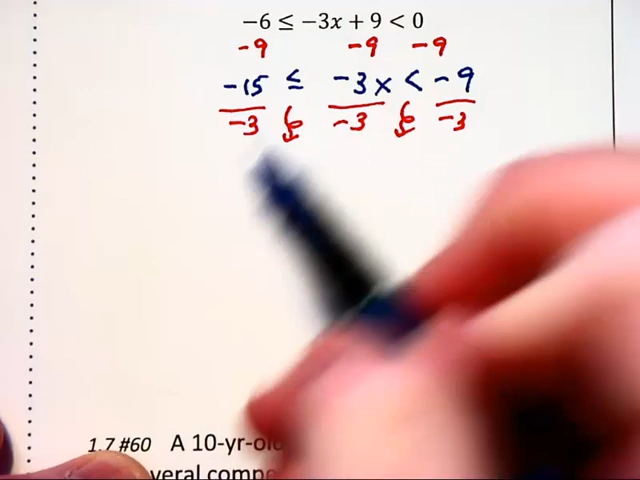 −6 ≤ −3x + 9 < 0
-9 -9 -9
-15 ≤ -3x < -9
-3 -3 -3
1.7 #60 A 10-yr-old
veral compe